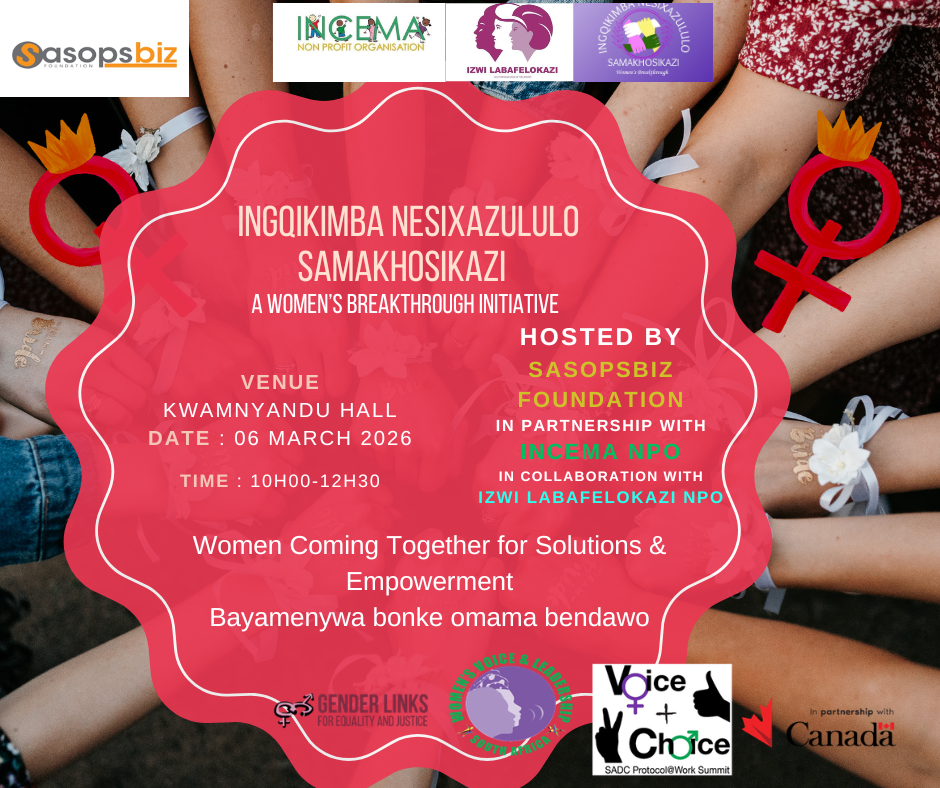 Sasopsbiz
FOUNDATION
INCEMA
NON PROFIT ORGANISATION
IZWI LABAFELOKAZI
INGQIKIMBA NESIXAZULULO
SAMAKHOSIKAZI
Women's Breakthrough
INGQIKIMBA NESIXAZULULO
SAMAKHOSIKAZI
A WOMEN'S BREAKTHROUGH INITIATIVE
VENUE
KWAMNYANDU HALL
DATE : 06 MARCH 2026
TIME : 10H00-12H30
HOSTED BY
SASOPSBIZ
FOUNDATION
IN PARTNERSHIP WITH
INCEMA NPO
IN COLLABORATION WITH
IZWI LABAFELOKAZI NPO
Women Coming Together for Solutions &
Empowerment
Bayamenywa bonke omama bendawo
bride
Bride
GENDER LINKS
FOR EQUALITY AND JUSTICE
WOMEN'S VOICE & LEADERSHIP
SOUTH AFRICA
Voice
+
Choice
SADC Protocol@Work Summit
in partnership with
Canada